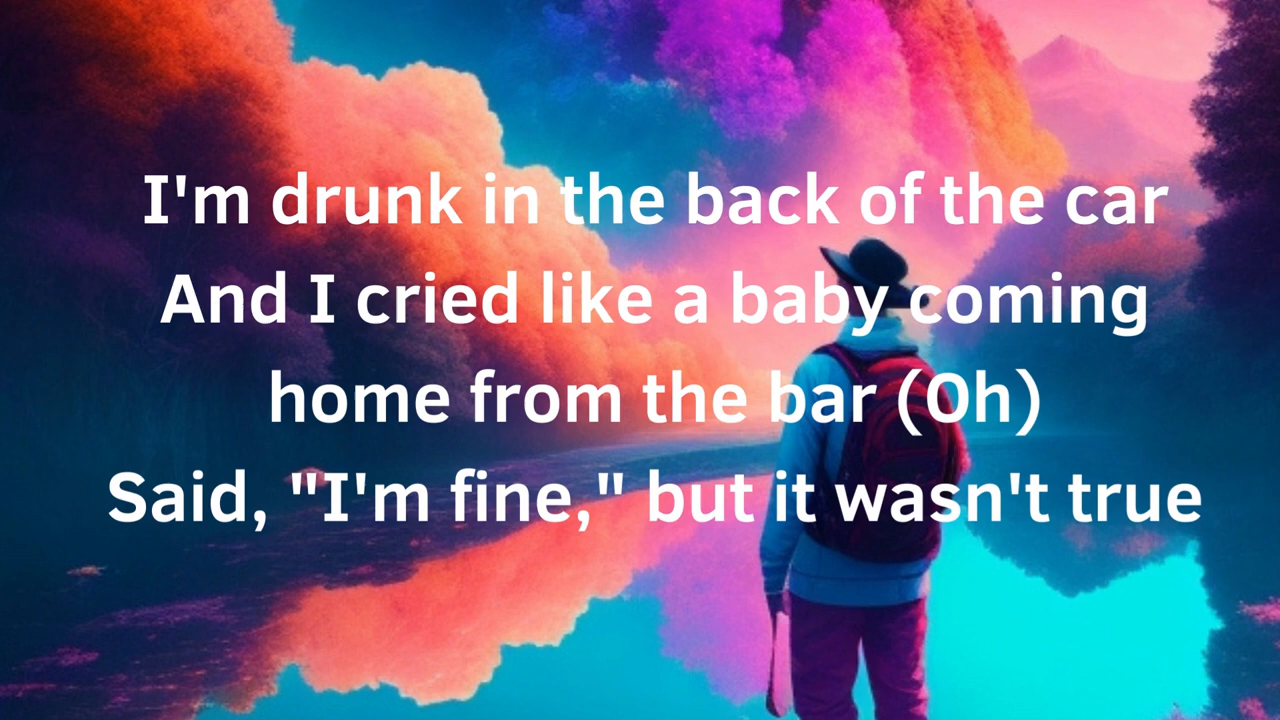 I'm drunk in the back of the car
And I cried like a baby coming
home from the bar (Oh)
Said, "I'm fine," but it wasn't true